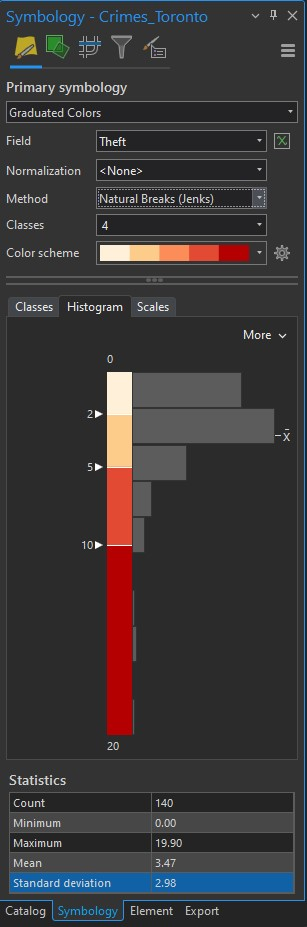 Symbology - Crimes_Toronto
Primary symbology
Graduated Colors
Field Theft
Normalization <None>
Method Natural Breaks (Jenks)
Classes 4
Color scheme
Classes Histogram Scales
More
0
2
x̄
5
10
20
Statistics
Count 140
Minimum 0.00
Maximum 19.90
Mean 3.47
Standard deviation 2.98
Catalog Symbology Element Export